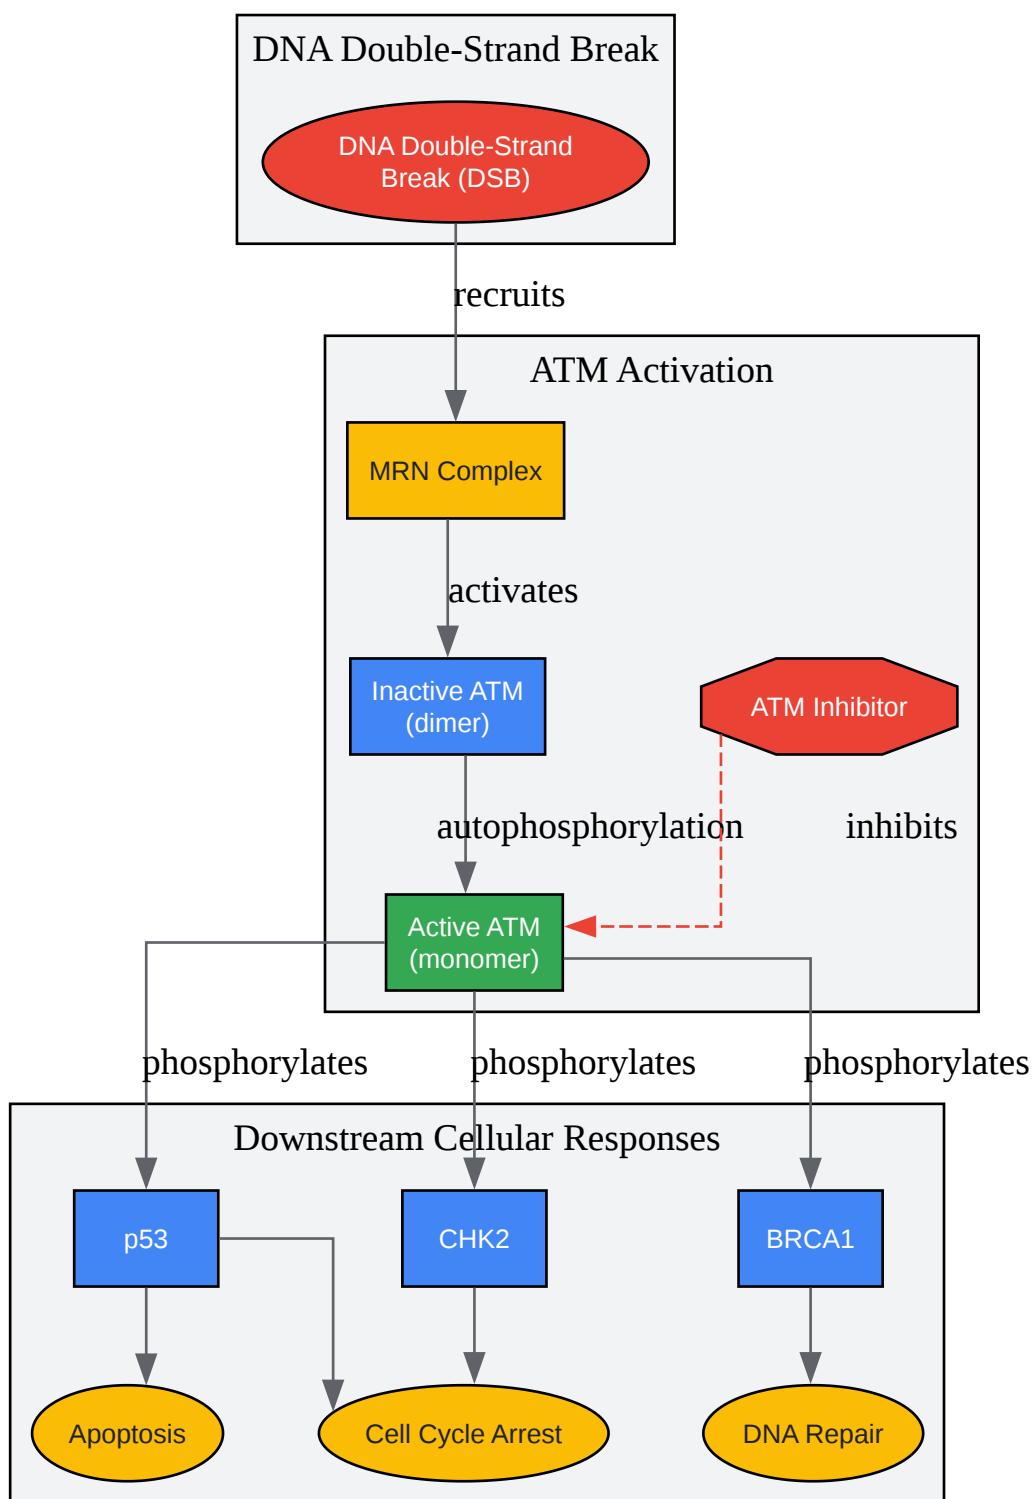 DNA Double-Strand Break
DNA Double-Strand
Break (DSB)
recruits
ATM Activation
MRN Complex
activates
Inactive ATM
(dimer)
ATM Inhibitor
autophosphorylation
inhibits
Active ATM
(monomer)
phosphorylates
phosphorylates
phosphorylates
Downstream Cellular Responses
p53
CHK2
BRCA1
Apoptosis
Cell Cycle Arrest
DNA Repair